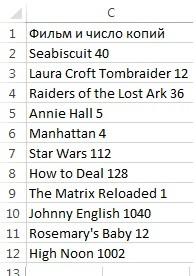 C
1 Фильм и число копий
2 Seabiscuit 40
3 Laura Croft Tombraider 12
4 Raiders of the Lost Ark 36
5 Annie Hall 5
6 Manhattan 4
7 Star Wars 112
8 How to Deal 128
9 The Matrix Reloaded 1
10 Johnny English 1040
11 Rosemary's Baby 12
12 High Noon 1002
13